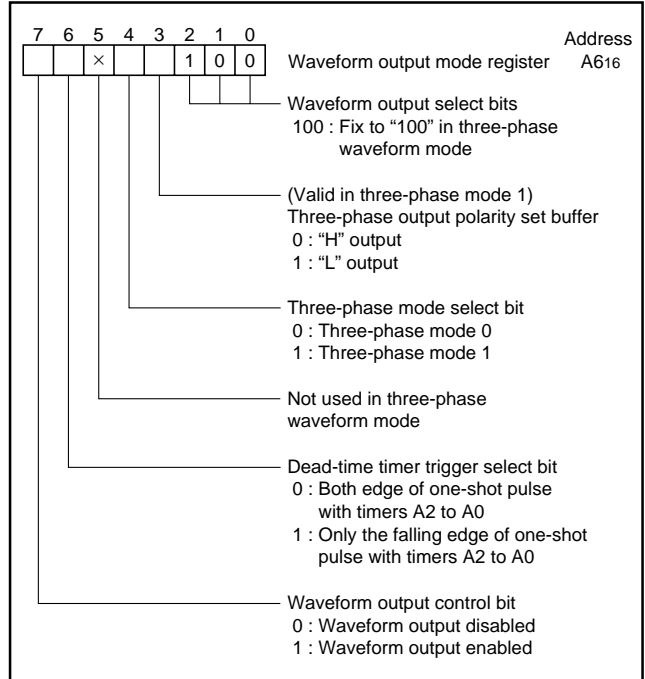 7 6 5 4 3 2 1 0
Address
× 1 0 0
Waveform output mode register A616
Waveform output select bits
100 : Fix to “100” in three-phase
waveform mode
(Valid in three-phase mode 1)
Three-phase output polarity set buffer
0 : “H” output
1 : “L” output
Three-phase mode select bit
0 : Three-phase mode 0
1 : Three-phase mode 1
Not used in three-phase
waveform mode
Dead-time timer trigger select bit
0 : Both edge of one-shot pulse
with timers A2 to A0
1 : Only the falling edge of one-shot
pulse with timers A2 to A0
Waveform output control bit
0 : Waveform output disabled
1 : Waveform output enabled